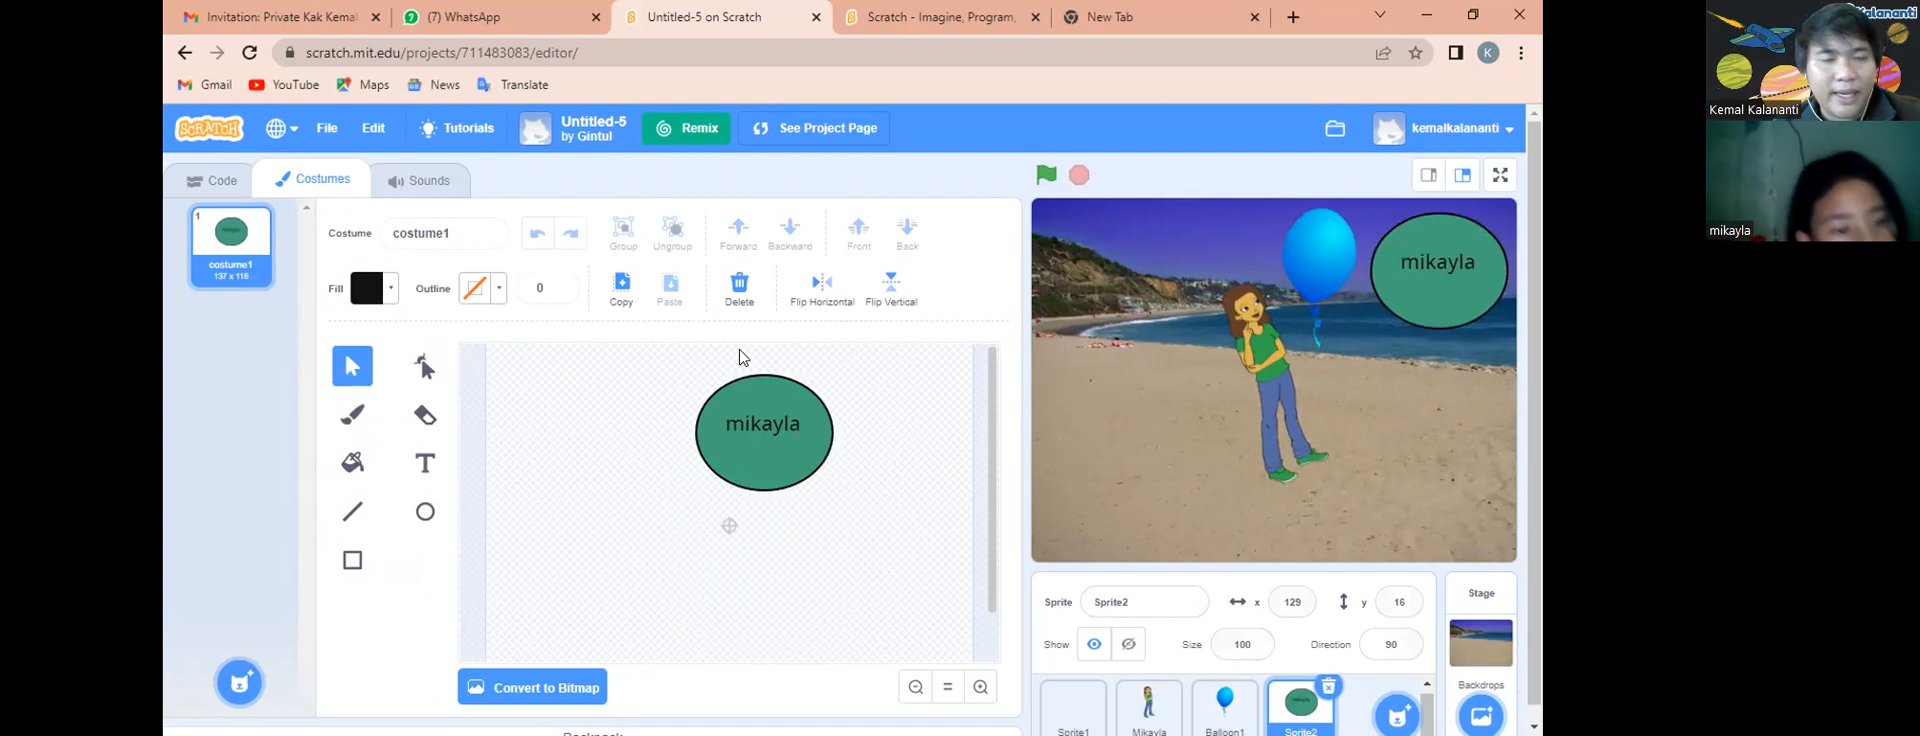 Invitation: Private Kak Kemal
(7) WhatsApp
Untitled-5 on Scratch
Scratch - Imagine, Program,
New Tab
scratch.mit.edu/projects/711483083/editor/
K
Gmail
YouTube
Maps
News
Translate
SCRATCH
File
Edit
Tutorials
Untitled-5
by Gintul
Remix
See Project Page
kemalkalananti
Code
Costumes
Sounds
1
costume1
137 x 116
Costume
costume1
Group
Ungroup
Forward
Backward
Front
Back
Fill
Outline
0
Copy
Paste
Delete
Flip Horizontal
Flip Vertical
T
mikayla
Convert to Bitmap
mikayla
Sprite
Sprite2
x
129
y
16
Show
Size
100
Direction
90
Stage
Backdrops
Sprite1
Mikayla
Balloon1
Sprite2
Backpack
Kalananti
Kemal Kalananti
mikayla